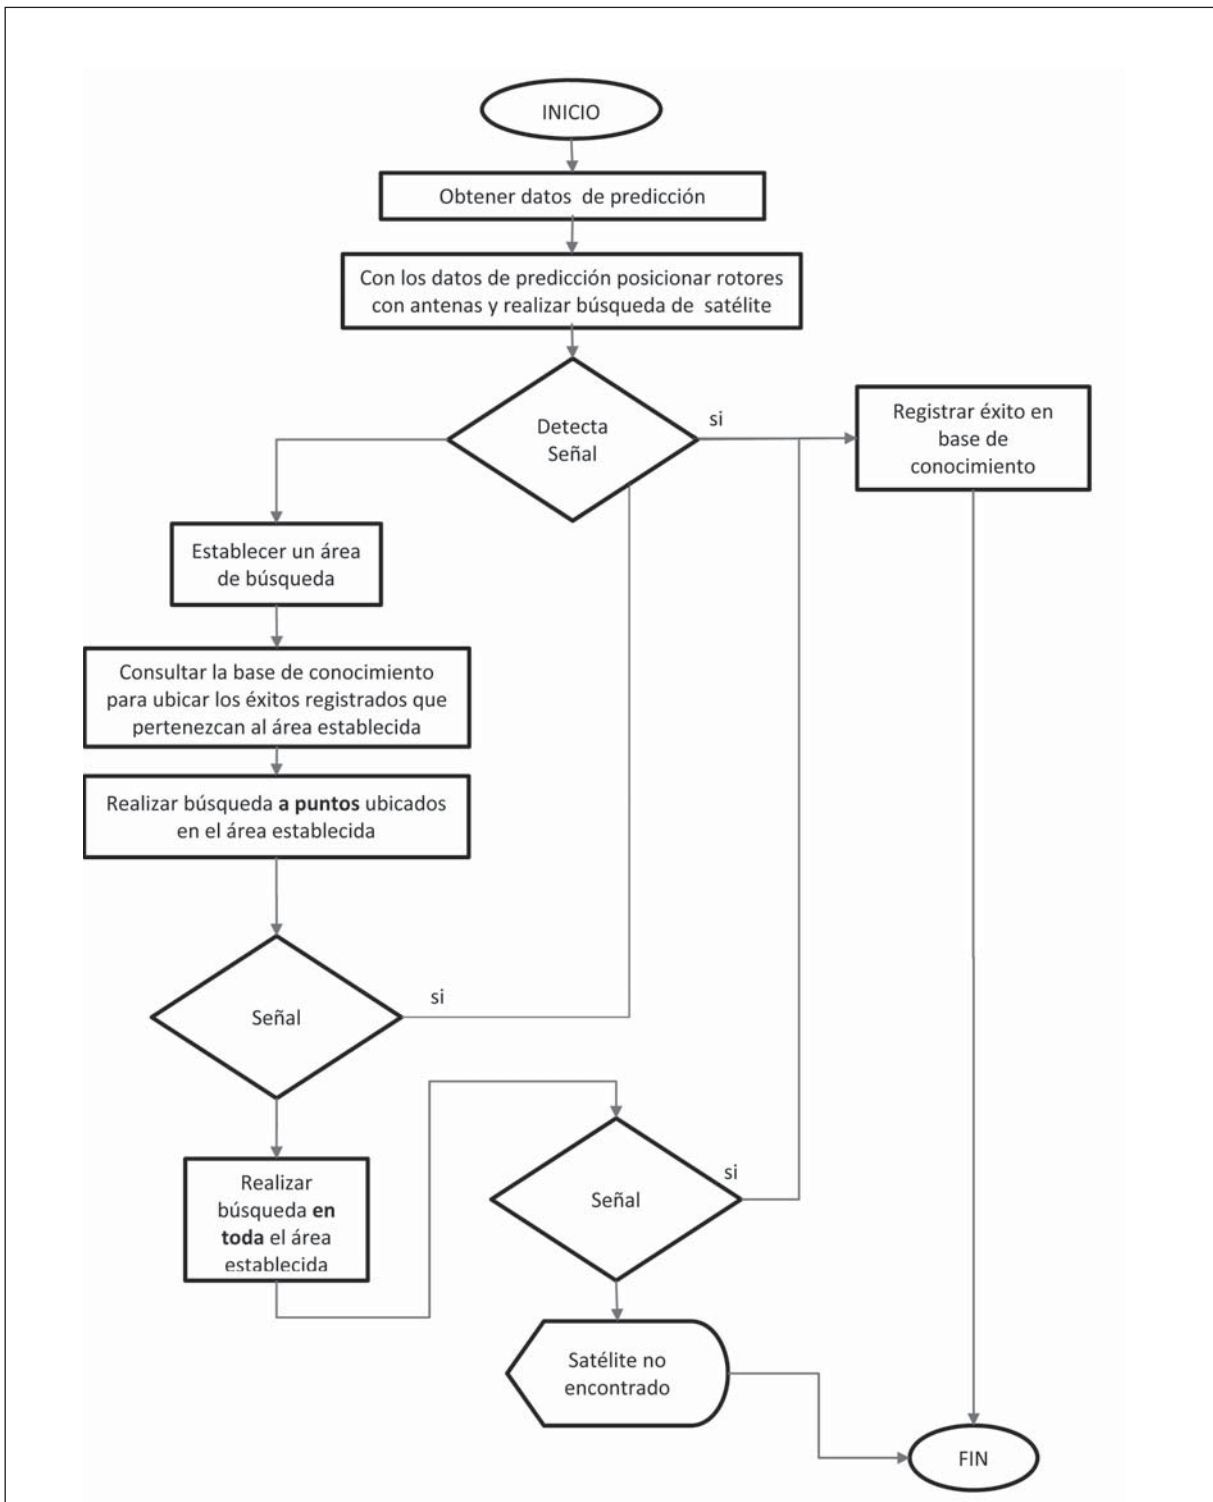 INICIO
Obtener datos de predicción
Con los datos de predicción posicionar rotores
con antenas y realizar búsqueda de satélite
Detecta
Señal
si
Registrar éxito en
base de
conocimiento
Establecer un área
de búsqueda
Consultar la base de conocimiento
para ubicar los éxitos registrados que
pertenezcan al área establecida
Realizar búsqueda a puntos ubicados
en el área establecida
Señal
si
Realizar
búsqueda en
toda el área
establecida
Señal
si
Satélite no
encontrado
FIN